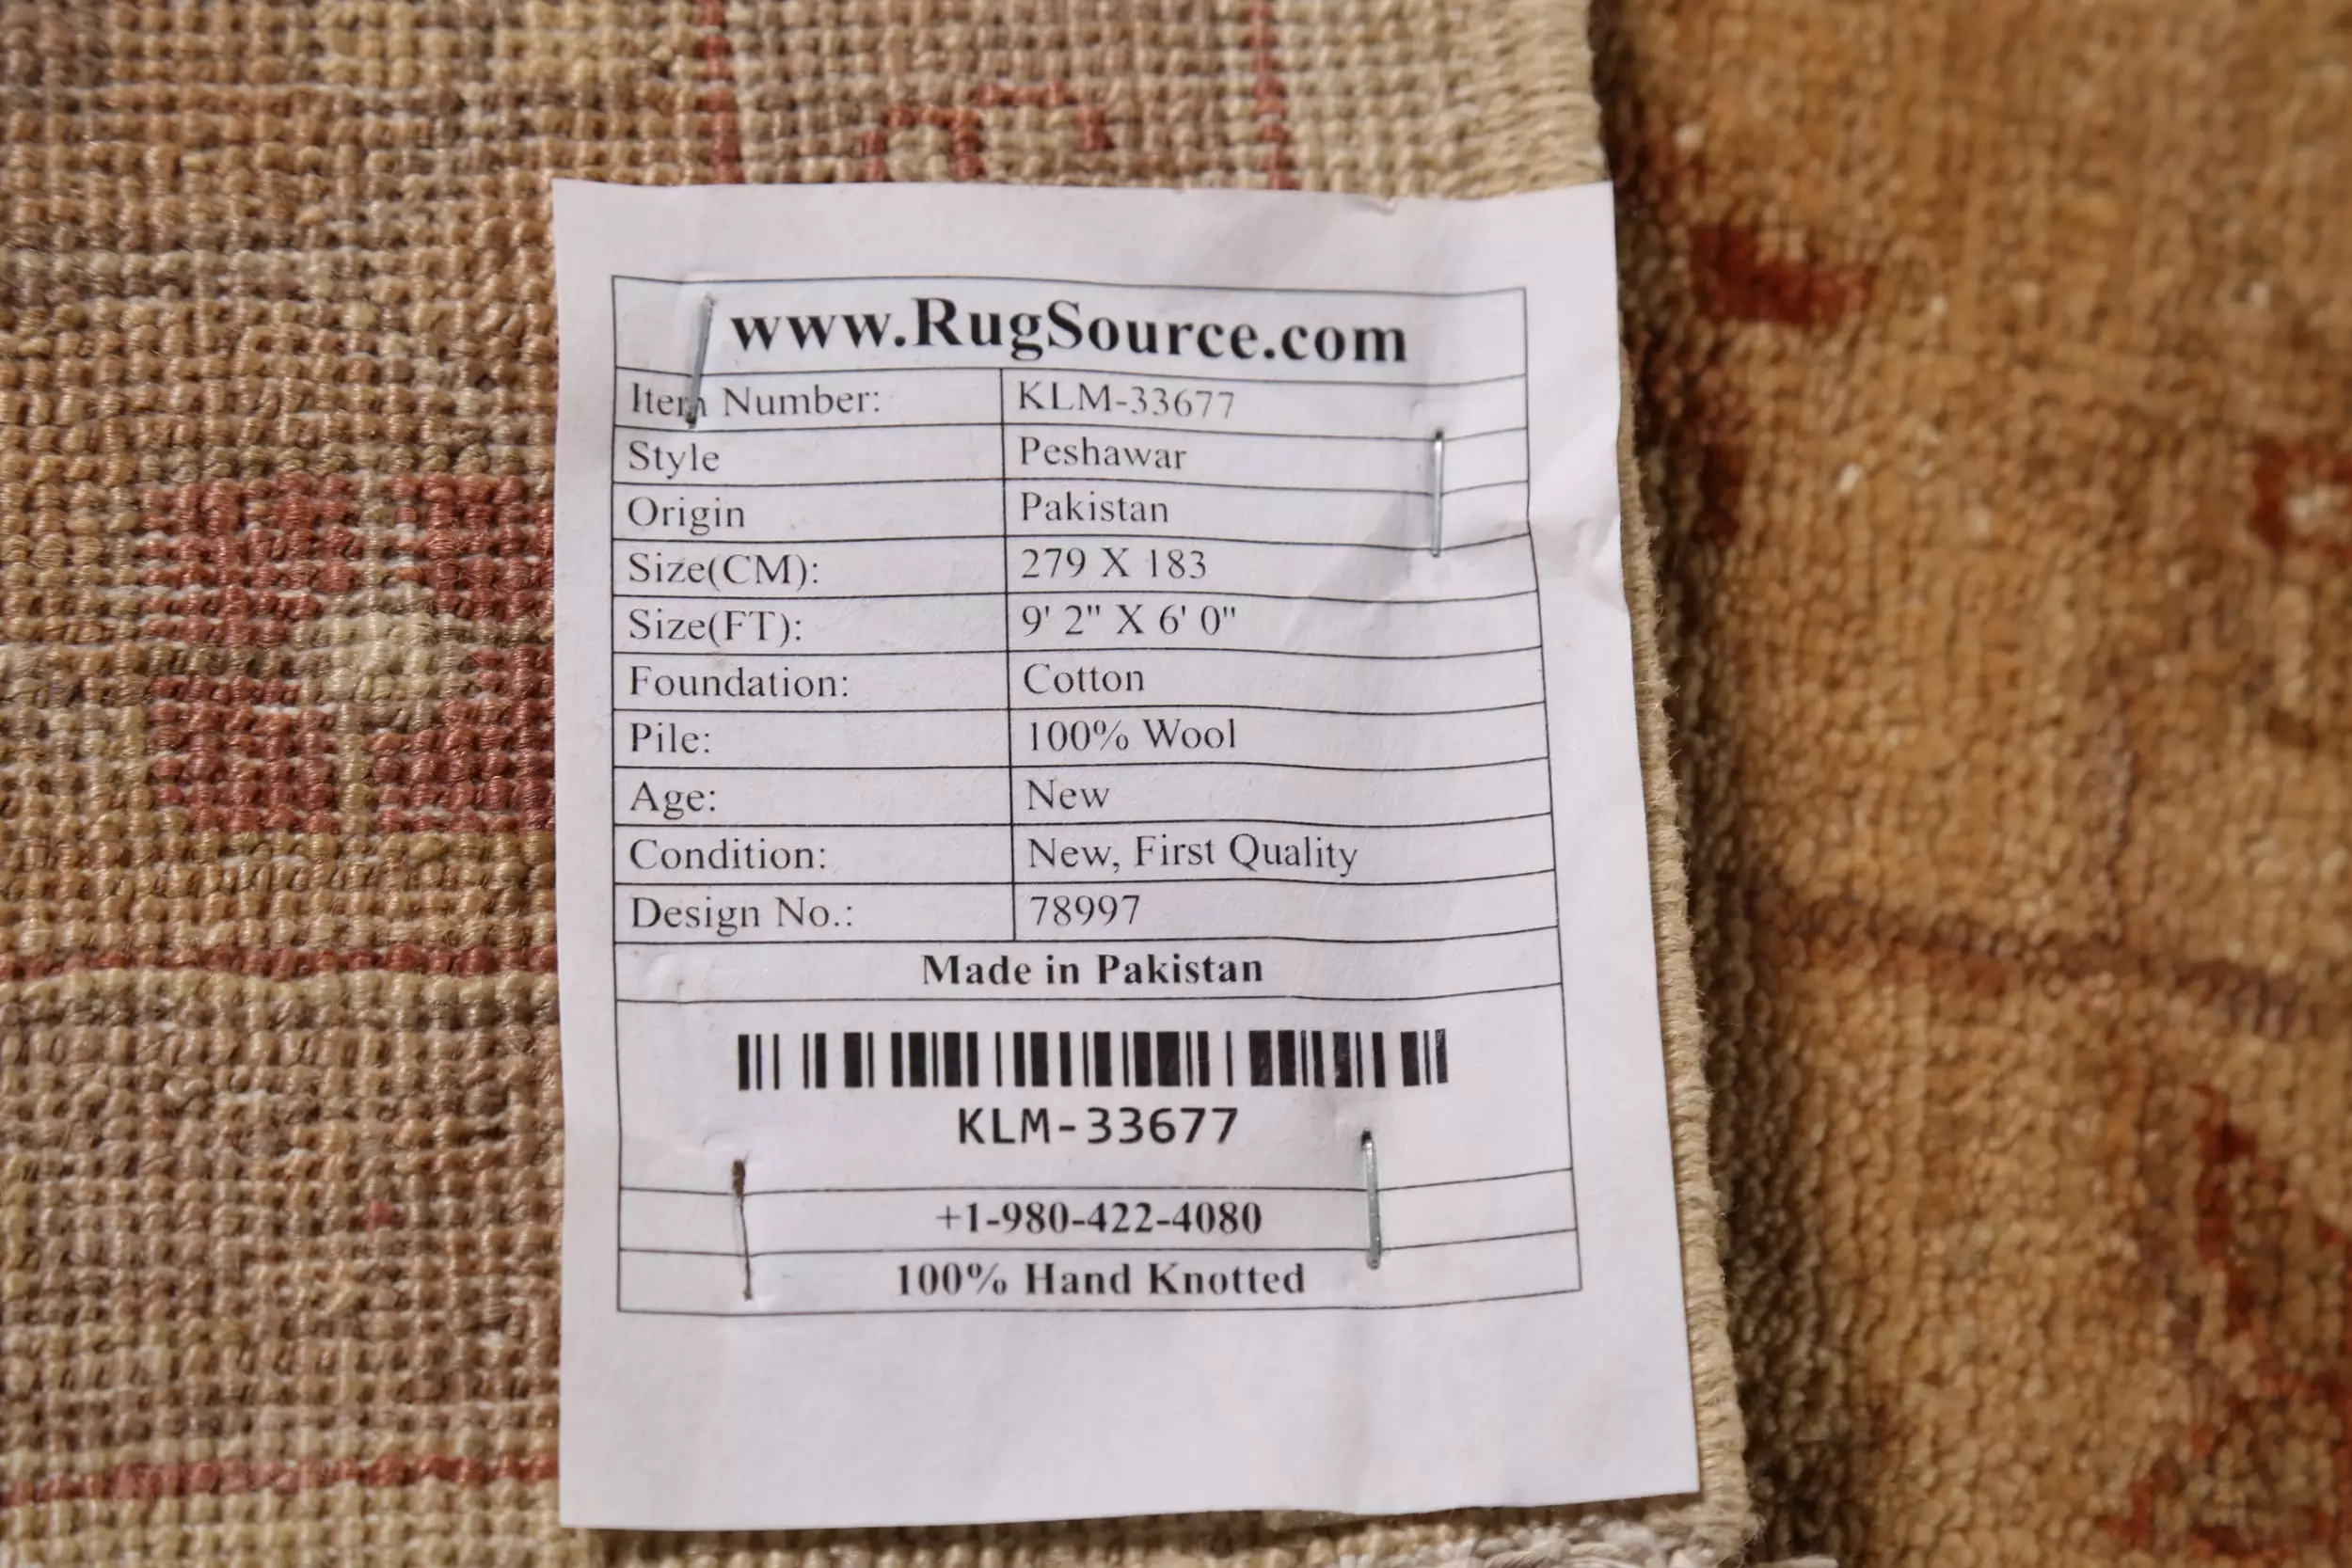 www.RugSource.com
Item Number: KLM-33677
Style Peshawar
Origin Pakistan
Size(CM): 279 X 183
Size(FT): 9' 2" X 6' 0"
Foundation: Cotton
Pile: 100% Wool
Age: New
Condition: New, First Quality
Design No.: 78997
Made in Pakistan
KLM-33677
+1-980-422-4080
100% Hand Knotted